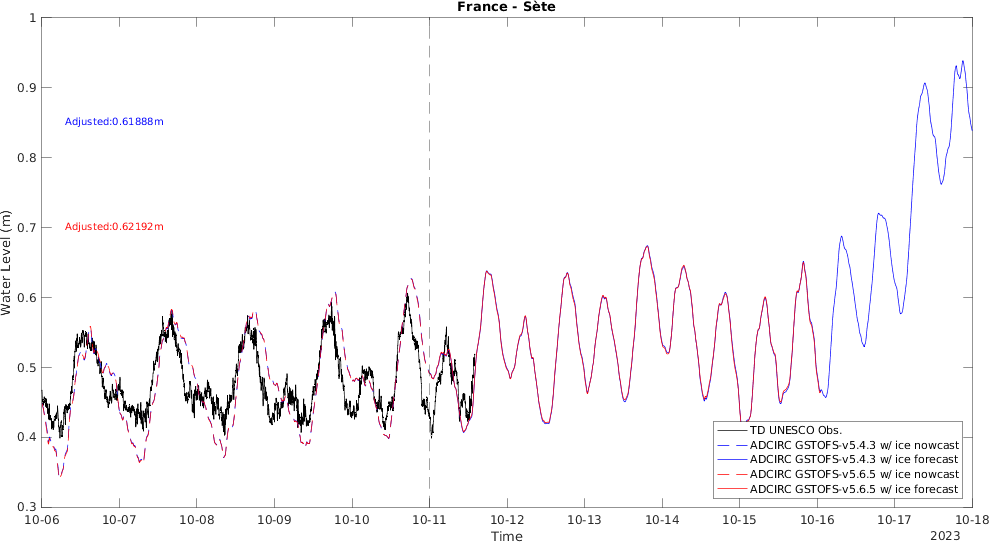 France - Sète
1
0.9
0.8
0.7
0.6
0.5
0.4
0.3
Water Level (m)
Adjusted:0.61888m
Adjusted:0.62192m
TD UNESCO Obs.
ADCIRC GSTOFS-v5.4.3 w/ ice nowcast
ADCIRC GSTOFS-v5.4.3 w/ ice forecast
ADCIRC GSTOFS-v5.6.5 w/ ice nowcast
ADCIRC GSTOFS-v5.6.5 w/ ice forecast
10-06 10-07 10-08 10-09 10-10 10-11 10-12 10-13 10-14 10-15 10-16 10-17 10-18
Time
2023